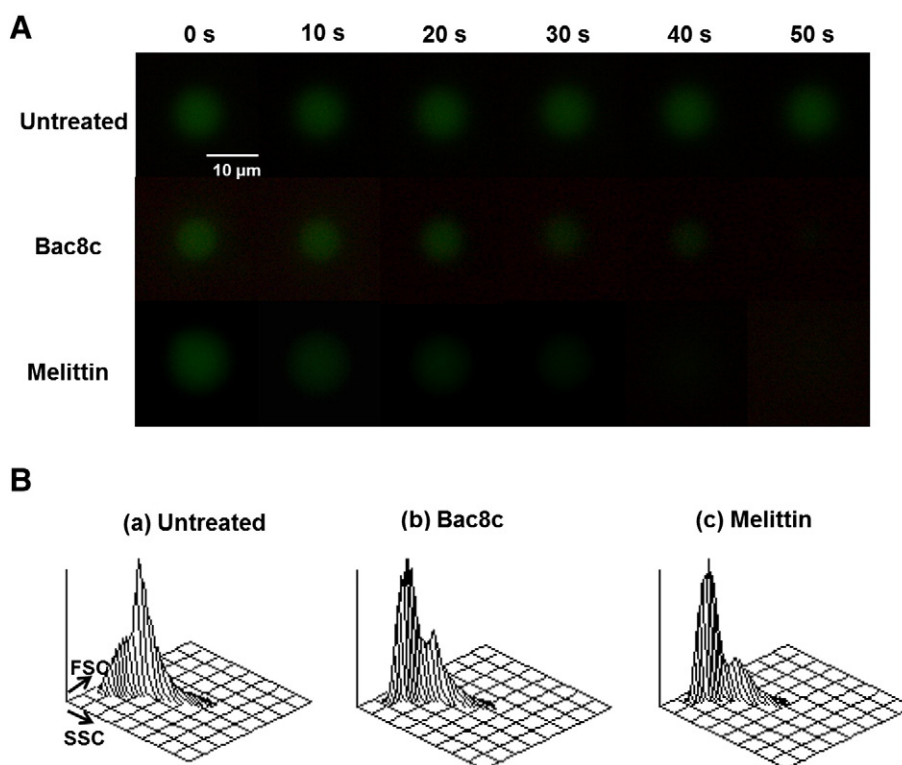 A
0 s 10 s 20 s 30 s 40 s 50 s
Untreated
10 µm
Bac8c
Melittin
B
(a) Untreated (b) Bac8c (c) Melittin
FSC
SSC